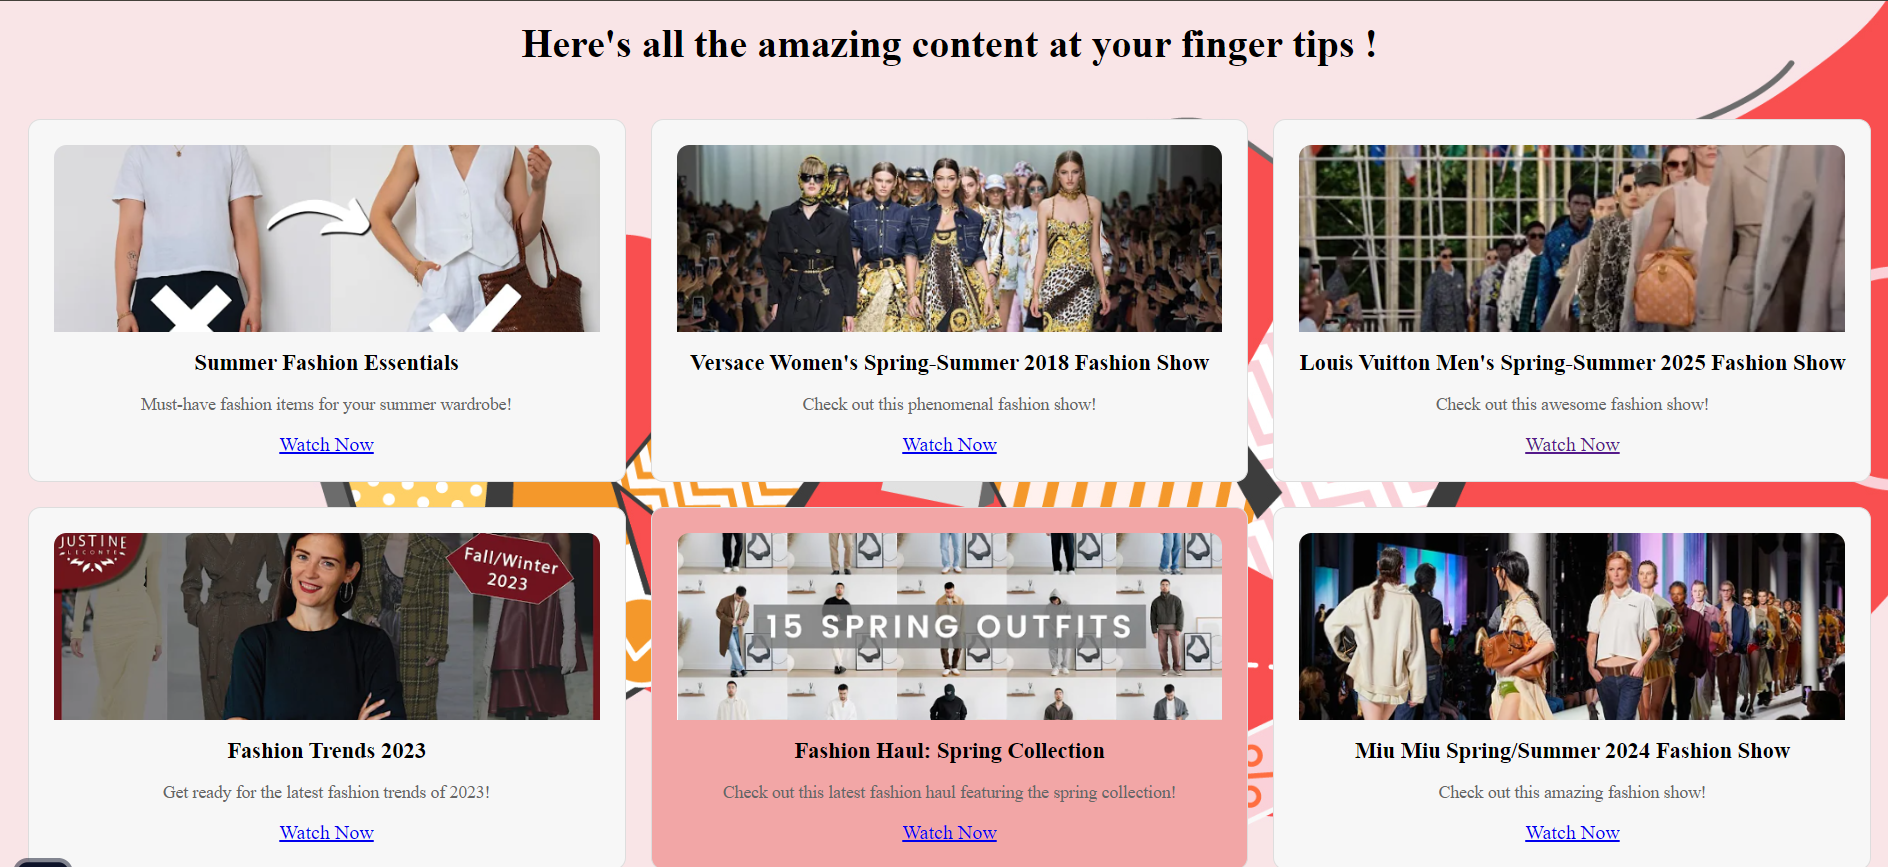 Here's all the amazing content at your finger tips !
Summer Fashion Essentials
Must-have fashion items for your summer wardrobe!
Watch Now
Versace Women's Spring-Summer 2018 Fashion Show
Check out this phenomenal fashion show!
Watch Now
Louis Vuitton Men's Spring-Summer 2025 Fashion Show
Check out this awesome fashion show!
Watch Now
JUSTINE
LECONTE
Fall/Winter
2023
Fashion Trends 2023
Get ready for the latest fashion trends of 2023!
Watch Now
15 SPRING OUTFITS
Fashion Haul: Spring Collection
Check out this latest fashion haul featuring the spring collection!
Watch Now
Miu Miu Spring/Summer 2024 Fashion Show
Check out this amazing fashion show!
Watch Now